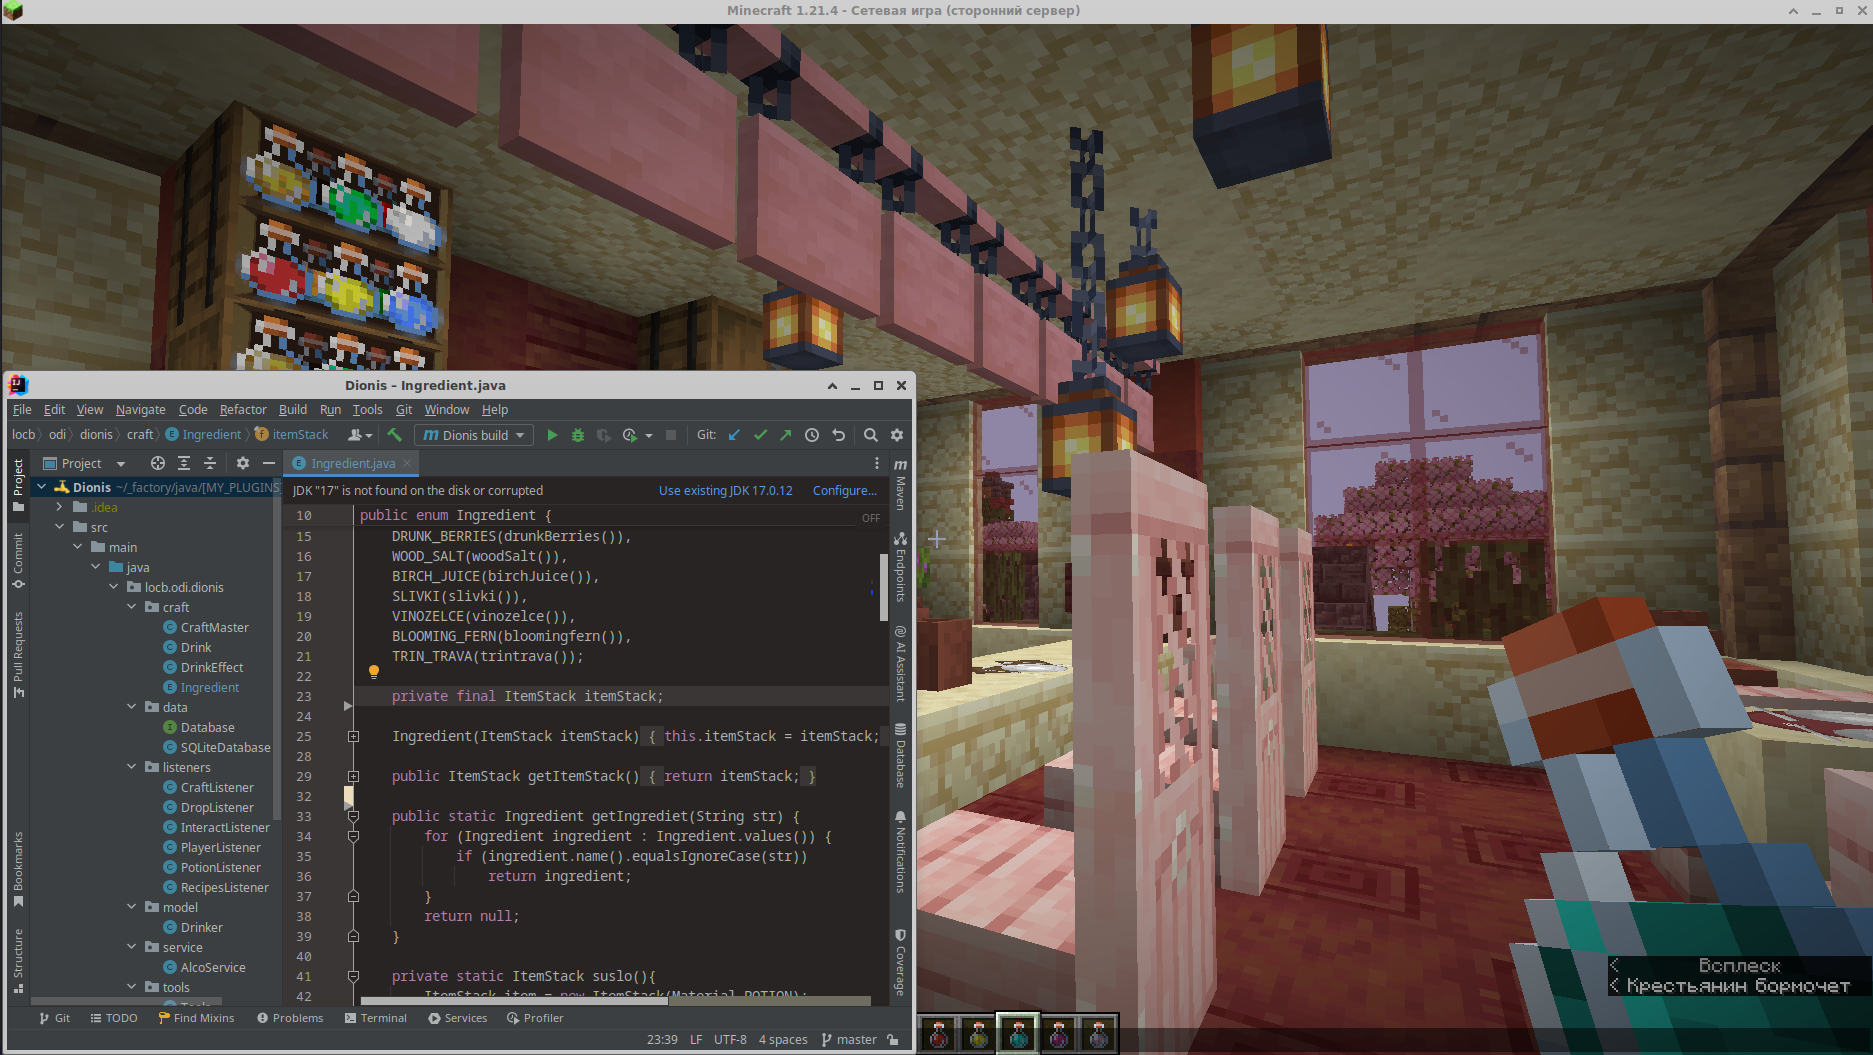 Minecraft 1.21.4 - Сетевая игра (сторонний сервер)
Dionis – Ingredient.java
File Edit View Navigate Code Refactor Build Run Tools Git Window Help
locb odi dionis craft Ingredient itemStack Dionis build Git:
Project
Ingredient.java
Dionis ~/_factory/java/[MY_PLUGINS
.idea
src
main
java
locb.odi.dionis
craft
CraftMaster
Drink
DrinkEffect
Ingredient
data
Database
SQLiteDatabase
listeners
CraftListener
DropListener
InteractListener
PlayerListener
PotionListener
RecipesListener
model
Drinker
service
AlcoService
tools
JDK "17" is not found on the disk or corrupted Use existing JDK 17.0.12 Configure...
OFF
10 public enum Ingredient {
15 DRUNK_BERRIES(drunkBerries()),
16 WOOD_SALT(woodSalt()),
17 BIRCH_JUICE(birchJuice()),
18 SLIVKI(slivki()),
19 VINOZELCE(vinozelce()),
20 BLOOMING_FERN(bloomingfern()),
21 TRIN_TRAVA(trintrava());
22
23 private final ItemStack itemStack;
24
25 Ingredient(ItemStack itemStack) { this.itemStack = itemStack;
28
29 public ItemStack getItemStack() { return itemStack; }
32
33 public static Ingredient getIngrediet(String str) {
34 for (Ingredient ingredient : Ingredient.values()) {
35 if (ingredient.name().equalsIgnoreCase(str))
36 return ingredient;
37 }
38 return null;
39 }
40
41 private static ItemStack suslo(){
42 ItemStack item = new ItemStack(Material.POTION);
Project
Commit
Pull Requests
Bookmarks
Structure
Maven
Endpoints
AI Assistant
Database
Notifications
Coverage
Git TODO Find Mixins Problems Terminal Services Profiler
23:39 LF UTF-8 4 spaces master
< Всплеск
< Крестьянин бормочет